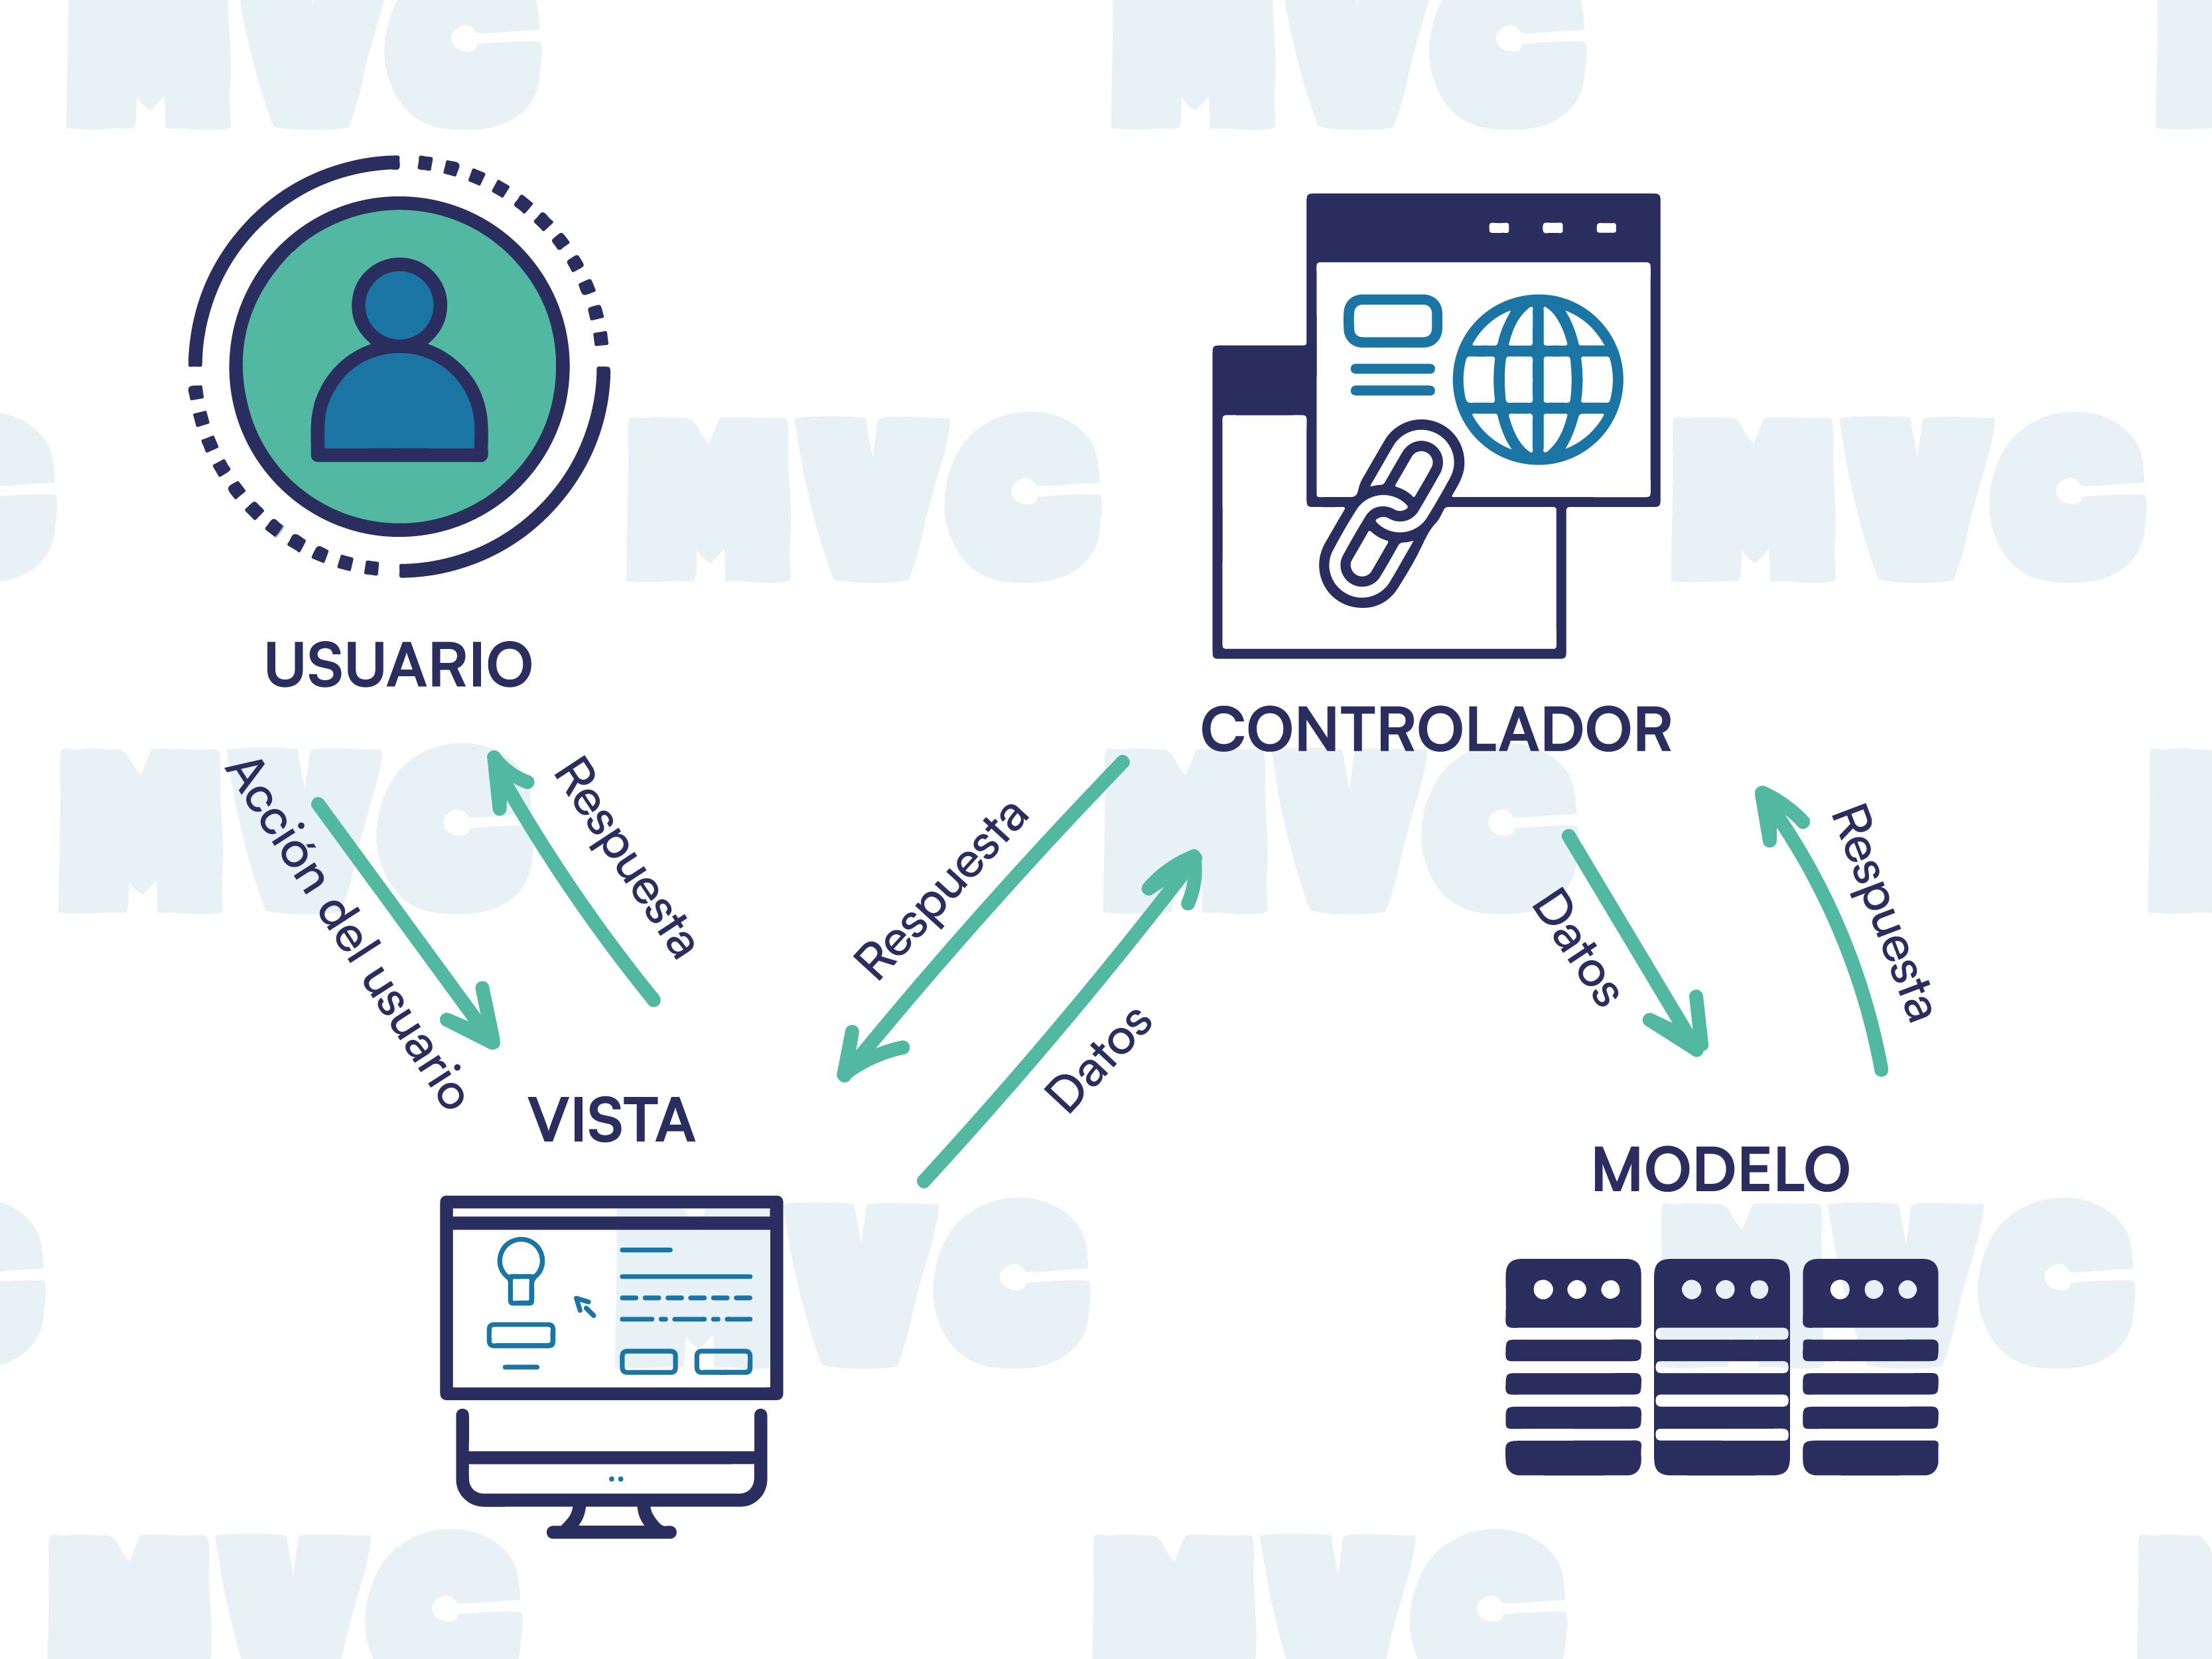 MVC
MVC
MVC
MVC
USUARIO
CONTROLADOR
MVC
MVC
Acción del usuario
Respuesta
Respuesta
Datos
Datos
Respuesta
VISTA
MODELO
MVC
MVC
MVC
MVC